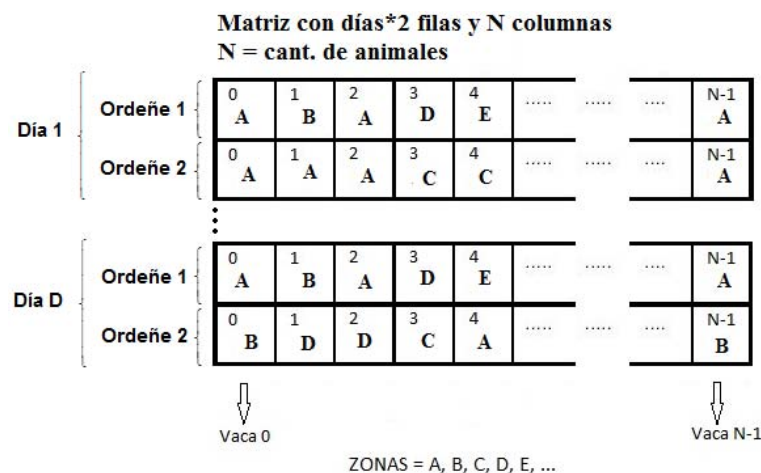 Matriz con días*2 filas y N columnas
N = cant. de animales
Día 1
Ordeñe 1
0 1 2 3 4 ..... ..... .... N-1
A B A D E A
Ordeñe 2
0 1 2 3 4 ..... ..... .... N-1
A A A C C A
Día D
Ordeñe 1
0 1 2 3 4 ..... ..... .... N-1
A B A D E A
Ordeñe 2
0 1 2 3 4 ..... ..... .... N-1
B D D C A B
Vaca 0 Vaca N-1
ZONAS = A, B, C, D, E, ...